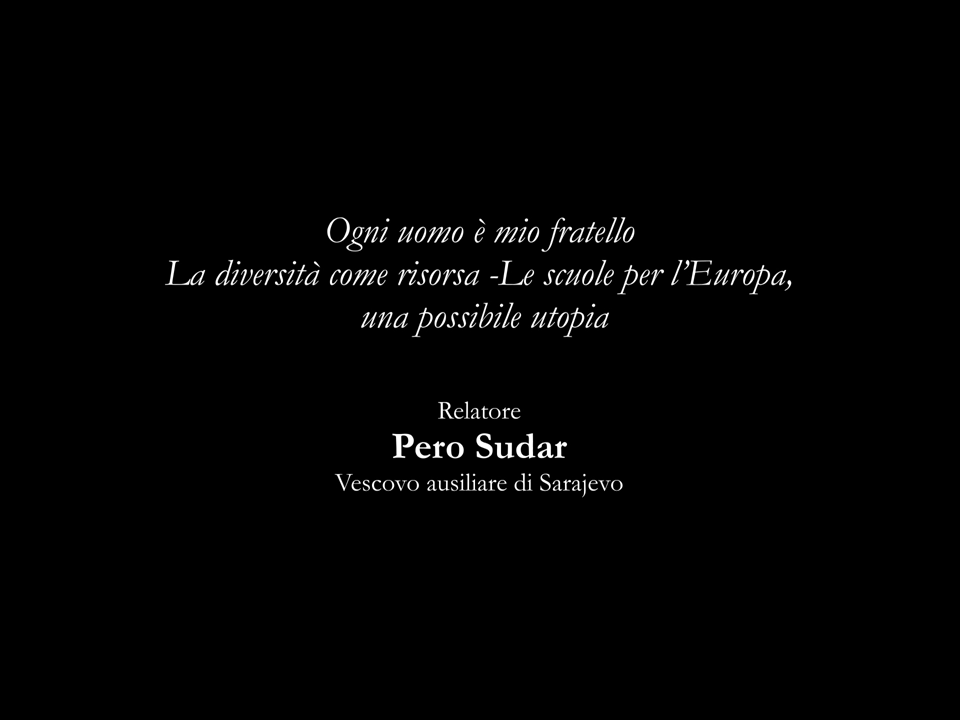 Ogni uomo è mio fratello
La diversità come risorsa -Le scuole per l’Europa,
una possibile utopia
Relatore
Pero Sudar
Vescovo ausiliare di Sarajevo